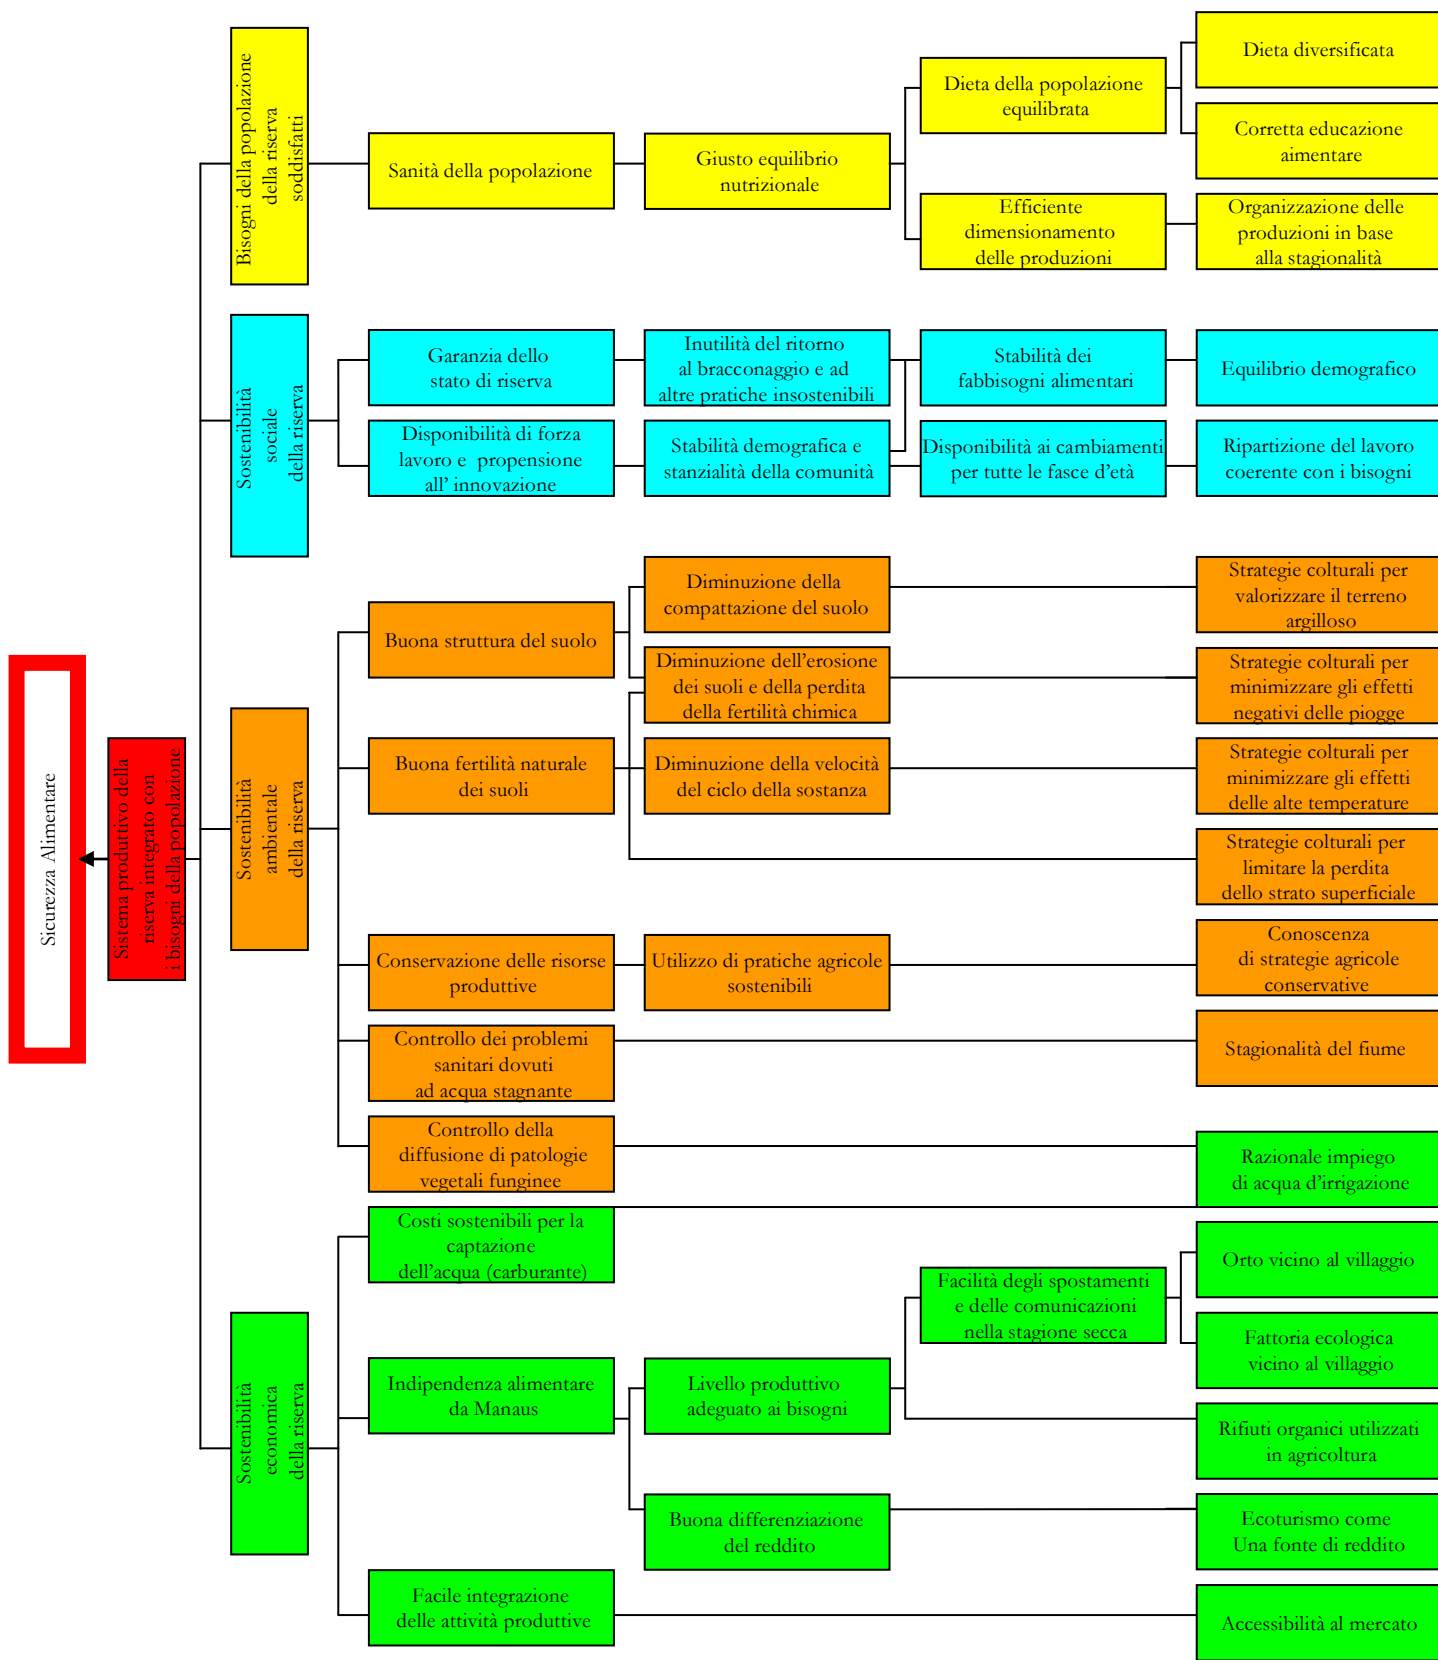 Sicurezza Alimentare
Sistema produttivo della
riserva integrato con
i bisogni della popolazione
Bisogni della popolazione
della riserva
soddisfatti
Sanità della popolazione
Giusto equilibrio
nutrizionale
Dieta della popolazione
equilibrata
Dieta diversificata
Corretta educazione
aimentare
Efficiente
dimensionamento
delle produzioni
Organizzazione delle
produzioni in base
alla stagionalità
Sostenibilità
sociale
della riserva
Garanzia dello
stato di riserva
Inutilità del ritorno
al bracconaggio e ad
altre pratiche insostenibili
Stabilità dei
fabbisogni alimentari
Equilibrio demografico
Disponibilità di forza
lavoro e propensione
all' innovazione
Stabilità demografica e
stanzialità della comunità
Disponibilità ai cambiamenti
per tutte le fasce d'età
Ripartizione del lavoro
coerente con i bisogni
Sostenibilità
ambientale
della riserva
Buona struttura del suolo
Diminuzione della
compattazione del suolo
Strategie colturali per
valorizzare il terreno
argilloso
Diminuzione dell'erosione
dei suoli e della perdita
della fertilità chimica
Strategie colturali per
minimizzare gli effetti
negativi delle piogge
Buona fertilità naturale
dei suoli
Diminuzione della velocità
del ciclo della sostanza
Strategie colturali per
minimizzare gli effetti
delle alte temperature
Strategie colturali per
limitare la perdita
dello strato superficiale
Conservazione delle risorse
produttive
Utilizzo di pratiche agricole
sostenibili
Conoscenza
di strategie agricole
conservative
Controllo dei problemi
sanitari dovuti
ad acqua stagnante
Stagionalità del fiume
Controllo della
diffusione di patologie
vegetali funginee
Razionale impiego
di acqua d'irrigazione
Sostenibilità
economica
della riserva
Costi sostenibili per la
captazione
dell'acqua (carburante)
Indipendenza alimentare
da Manaus
Livello produttivo
adeguato ai bisogni
Facilità degli spostamenti
e delle comunicazioni
nella stagione secca
Orto vicino al villaggio
Fattoria ecologica
vicino al villaggio
Rifiuti organici utilizzati
in agricoltura
Buona differenziazione
del reddito
Ecoturismo come
Una fonte di reddito
Facile integrazione
delle attività produttive
Accessibilità al mercato